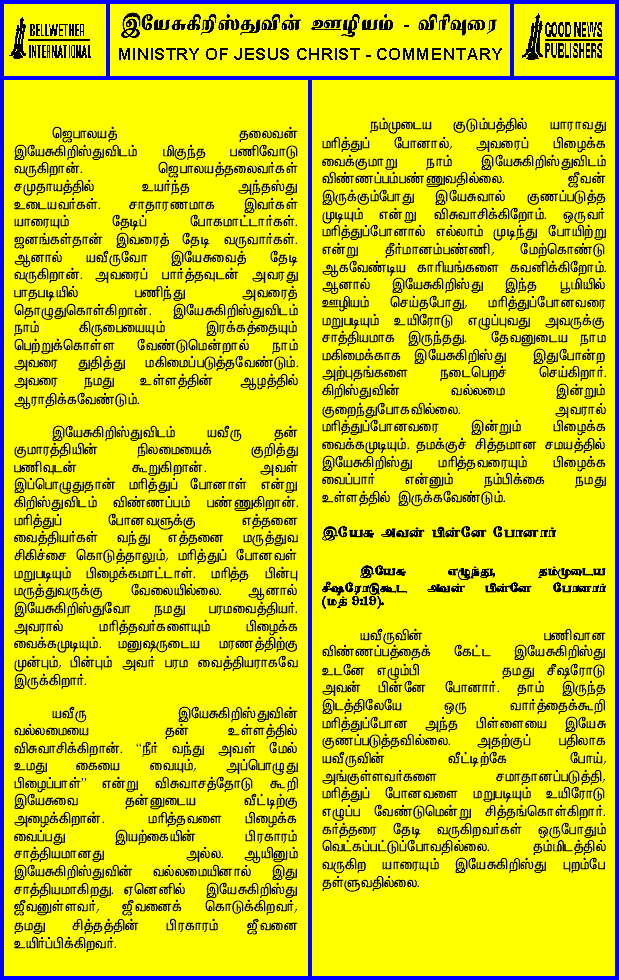 BELLWETHER
INTERNATIONAL
இயேசுகிறிஸ்துவின் ஊழியம் - விரிவுரை
MINISTRY OF JESUS CHRIST - COMMENTARY
GOOD NEWS
PUBLISHERS
ஜெபாலயத் தலைவன்
இயேசுகிறிஸ்துவிடம் மிகுந்த பணிவோடு
வருகிறான். ஜெபாலயத்தலைவர்கள்
சமுதாயத்தில் உயர்ந்த அந்தஸ்து
உடையவர்கள். சாதாரணமாக இவர்கள்
யாரையும் தேடிப் போகமாட்டார்கள்.
ஜனங்கள்தான் இவரைத் தேடி வருவார்கள்.
ஆனால் யவீருவோ இயேசுவைத் தேடி
வருகிறான். அவரைப் பார்த்தவுடன் அவரது
பாதபடியில் பணிந்து அவரைத்
தொழுதுகொள்கிறான். இயேசுகிறிஸ்துவிடம்
நாம் கிருபையையும் இரக்கத்தையும்
பெற்றுக்கொள்ள வேண்டுமென்றால் நாம்
அவரை துதித்து மகிமைப்படுத்தவேண்டும்.
அவரை நமது உள்ளத்தின் ஆழத்தில்
ஆராதிக்கவேண்டும்.
இயேசுகிறிஸ்துவிடம் யவீரு தன்
குமாரத்தியின் நிலமையைக் குறித்து
பணிவுடன் கூறுகிறான். அவள்
இப்பொழுதுதான் மரித்துப் போனாள் என்று
கிறிஸ்துவிடம் விண்ணப்பம் பண்ணுகிறான்.
மரித்துப் போனவளுக்கு எத்தனை
வைத்தியர்கள் வந்து எத்தனை மருத்துவ
சிகிச்சை கொடுத்தாலும், மரித்துப் போனவள்
மறுபடியும் பிழைக்கமாட்டாள். மரித்த பின்பு
மருத்துவருக்கு வேலையில்லை. ஆனால்
இயேசுகிறிஸ்துவோ நமது பரமவைத்தியர்.
அவரால் மரித்தவர்களையும் பிழைக்க
வைக்கமுடியும். மனுஷருடைய மரணத்திற்கு
முன்பும், பின்பும் அவர் பரம வைத்தியராகவே
இருக்கிறார்.
யவீரு இயேசுகிறிஸ்துவின்
வல்லமையை தன் உள்ளத்தில்
விசுவாசிக்கிறான். “நீர் வந்து அவள் மேல்
உமது கையை வையும், அப்பொழுது
பிழைப்பாள்” என்று விசுவாசத்தோடு கூறி
இயேசுவை தன்னுடைய வீட்டிற்கு
அழைக்கிறான். மரித்தவளை பிழைக்க
வைப்பது இயற்கையின் பிரகாரம்
சாத்தியமானது அல்ல. ஆயினும்
இயேசுகிறிஸ்துவின் வல்லமையினால் இது
சாத்தியமாகிறது. ஏனெனில் இயேசுகிறிஸ்து
ஜீவனுள்ளவர், ஜீவனைக் கொடுக்கிறவர்,
தமது சித்தத்தின் பிரகாரம் ஜீவனை
உயிர்ப்பிக்கிறவர்.
நம்முடைய குடும்பத்தில் யாராவது
மரித்துப் போனால், அவரைப் பிழைக்க
வைக்குமாறு நாம் இயேசுகிறிஸ்துவிடம்
விண்ணப்பம்பண்ணுவதில்லை. ஜீவன்
இருக்கும்போது இயேசுவால் குணப்படுத்த
முடியும் என்று விசுவாசிக்கிறோம். ஒருவர்
மரித்துப்போனால் எல்லாம் முடிந்து போயிற்று
என்று தீர்மானம்பண்ணி, மேற்கொண்டு
ஆகவேண்டிய காரியங்களை கவனிக்கிறோம்.
ஆனால் இயேசுகிறிஸ்து இந்த பூமியில்
ஊழியம் செய்தபோது, மரித்துப்போனவரை
மறுபடியும் உயிரோடு எழுப்புவது அவருக்கு
சாத்தியமாக இருந்தது. தேவனுடைய நாம
மகிமைக்காக இயேசுகிறிஸ்து இதுபோன்ற
அற்புதங்களை நடைபெறச் செய்கிறார்.
கிறிஸ்துவின் வல்லமை இன்றும்
குறைந்துபோகவில்லை. அவரால்
மரித்துப்போனவரை இன்றும் பிழைக்க
வைக்கமுடியும். தமக்குச் சித்தமான சமயத்தில்
இயேசுகிறிஸ்து மரித்தவரையும் பிழைக்க
வைப்பார் என்னும் நம்பிக்கை நமது
உள்ளத்தில் இருக்கவேண்டும்.
இயேசு அவன் பின்னே போனார்
இயேசு எழுந்து, தம்முடைய
சீஷரோடுகூட அவன் பின்னே போனார்
(மத் 9:19).
யவீருவின் பணிவான
விண்ணப்பத்தைக் கேட்ட இயேசுகிறிஸ்து
உடனே எழும்பி தமது சீஷரோடு
அவன் பின்னே போனார். தாம் இருந்த
இடத்திலேயே ஒரு வார்த்தைக்கூறி
மரித்துப்போன அந்த பிள்ளையை இயேசு
குணப்படுத்தவில்லை. அதற்குப் பதிலாக
யவீருவின் வீட்டிற்கே போய்,
அங்குள்ளவர்களை சமாதானப்படுத்தி,
மரித்துப் போனவளை மறுபடியும் உயிரோடு
எழுப்ப வேண்டுமென்று சித்தங்கொள்கிறார்.
கர்த்தரை தேடி வருகிறவர்கள் ஒருபோதும்
வெட்கப்பட்டுப்போவதில்லை. தம்மிடத்தில்
வருகிற யாரையும் இயேசுகிறிஸ்து புறம்பே
தள்ளுவதில்லை.